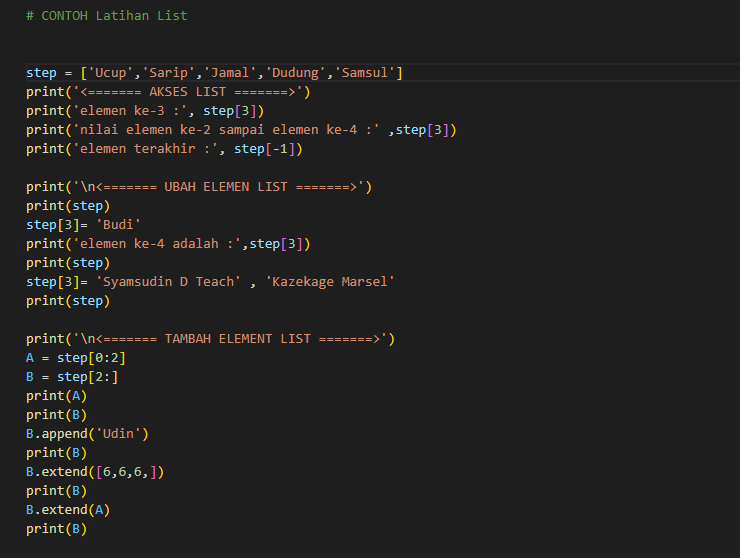 # CONTOH Latihan List
step = ['Ucup','Sarip','Jamal','Dudung','Samsul']
print('<======= AKSES LIST =======>')
print('elemen ke-3 :', step[3])
print('nilai elemen ke-2 sampai elemen ke-4 :' ,step[3])
print('elemen terakhir :', step[-1])
print('\n<======= UBAH ELEMEN LIST =======>')
print(step)
step[3]= 'Budi'
print('elemen ke-4 adalah :',step[3])
print(step)
step[3]= 'Syamsudin D Teach' , 'Kazekage Marsel'
print(step)
print('\n<======= TAMBAH ELEMENT LIST =======>')
A = step[0:2]
B = step[2:]
print(A)
print(B)
B.append('Udin')
print(B)
B.extend([6,6,6,])
print(B)
B.extend(A)
print(B)